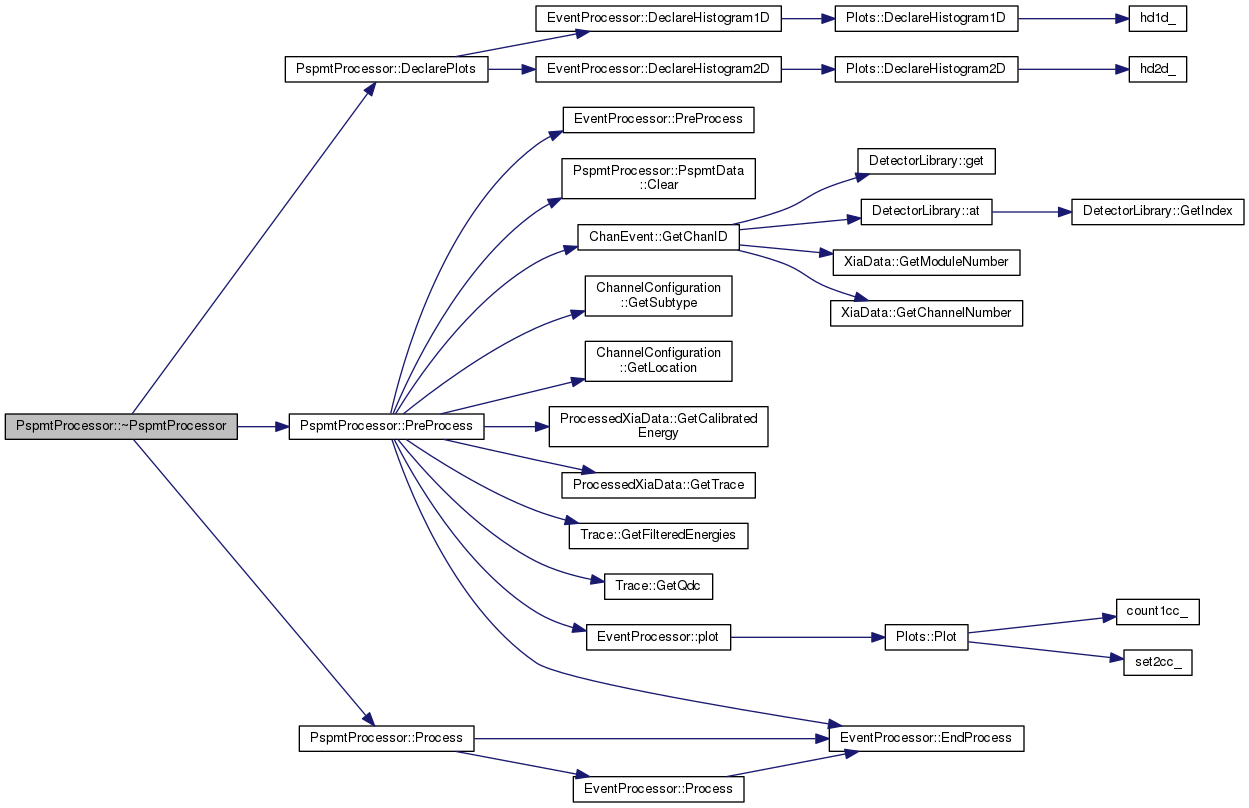 EventProcessor::DeclareHistogram1D
Plots::DeclareHistogram1D
hd1d_
PspmtProcessor::DeclarePlots
EventProcessor::DeclareHistogram2D
Plots::DeclareHistogram2D
hd2d_
EventProcessor::PreProcess
PspmtProcessor::PspmtData
::Clear
DetectorLibrary::get
ChanEvent::GetChanID
DetectorLibrary::at
DetectorLibrary::GetIndex
XiaData::GetModuleNumber
XiaData::GetChannelNumber
ChannelConfiguration
::GetSubtype
ChannelConfiguration
::GetLocation
PspmtProcessor::~PspmtProcessor
PspmtProcessor::PreProcess
ProcessedXiaData::GetCalibrated
Energy
ProcessedXiaData::GetTrace
Trace::GetFilteredEnergies
Trace::GetQdc
EventProcessor::plot
Plots::Plot
count1cc_
set2cc_
PspmtProcessor::Process
EventProcessor::EndProcess
EventProcessor::Process